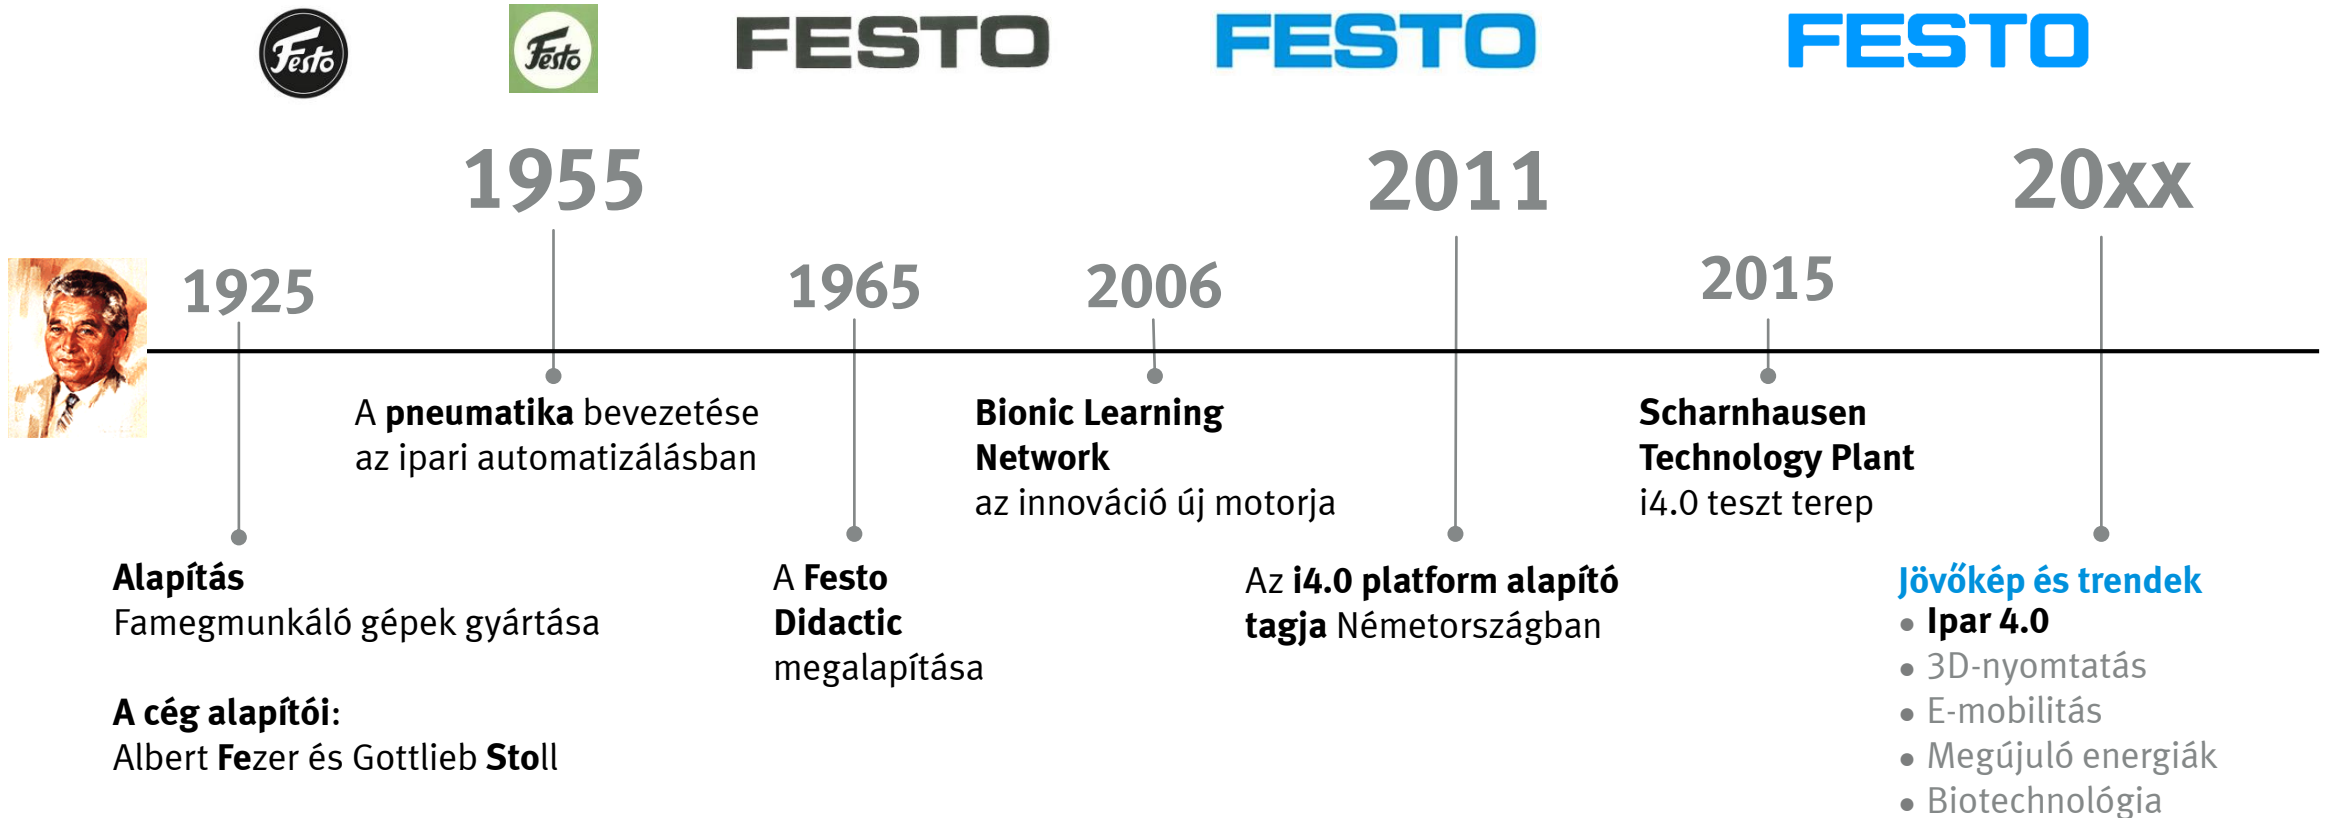 Festo
Festo
FESTO
FESTO
FESTO
1955
2011
20xx
1925
1965
2006
2015
A pneumatika bevezetése
az ipari automatizálásban
Bionic Learning
Network
az innováció új motorja
Scharnhausen
Technology Plant
i4.0 teszt terep
Alapítás
Famegmunkáló gépek gyártása
A cég alapítói:
Albert Fezer és Gottlieb Stoll
A Festo
Didactic
megalapítása
Az i4.0 platform alapító
tagja Németországban
Jövőkép és trendek
• Ipar 4.0
• 3D-nyomtatás
• E-mobilitás
• Megújuló energiák
• Biotechnológia